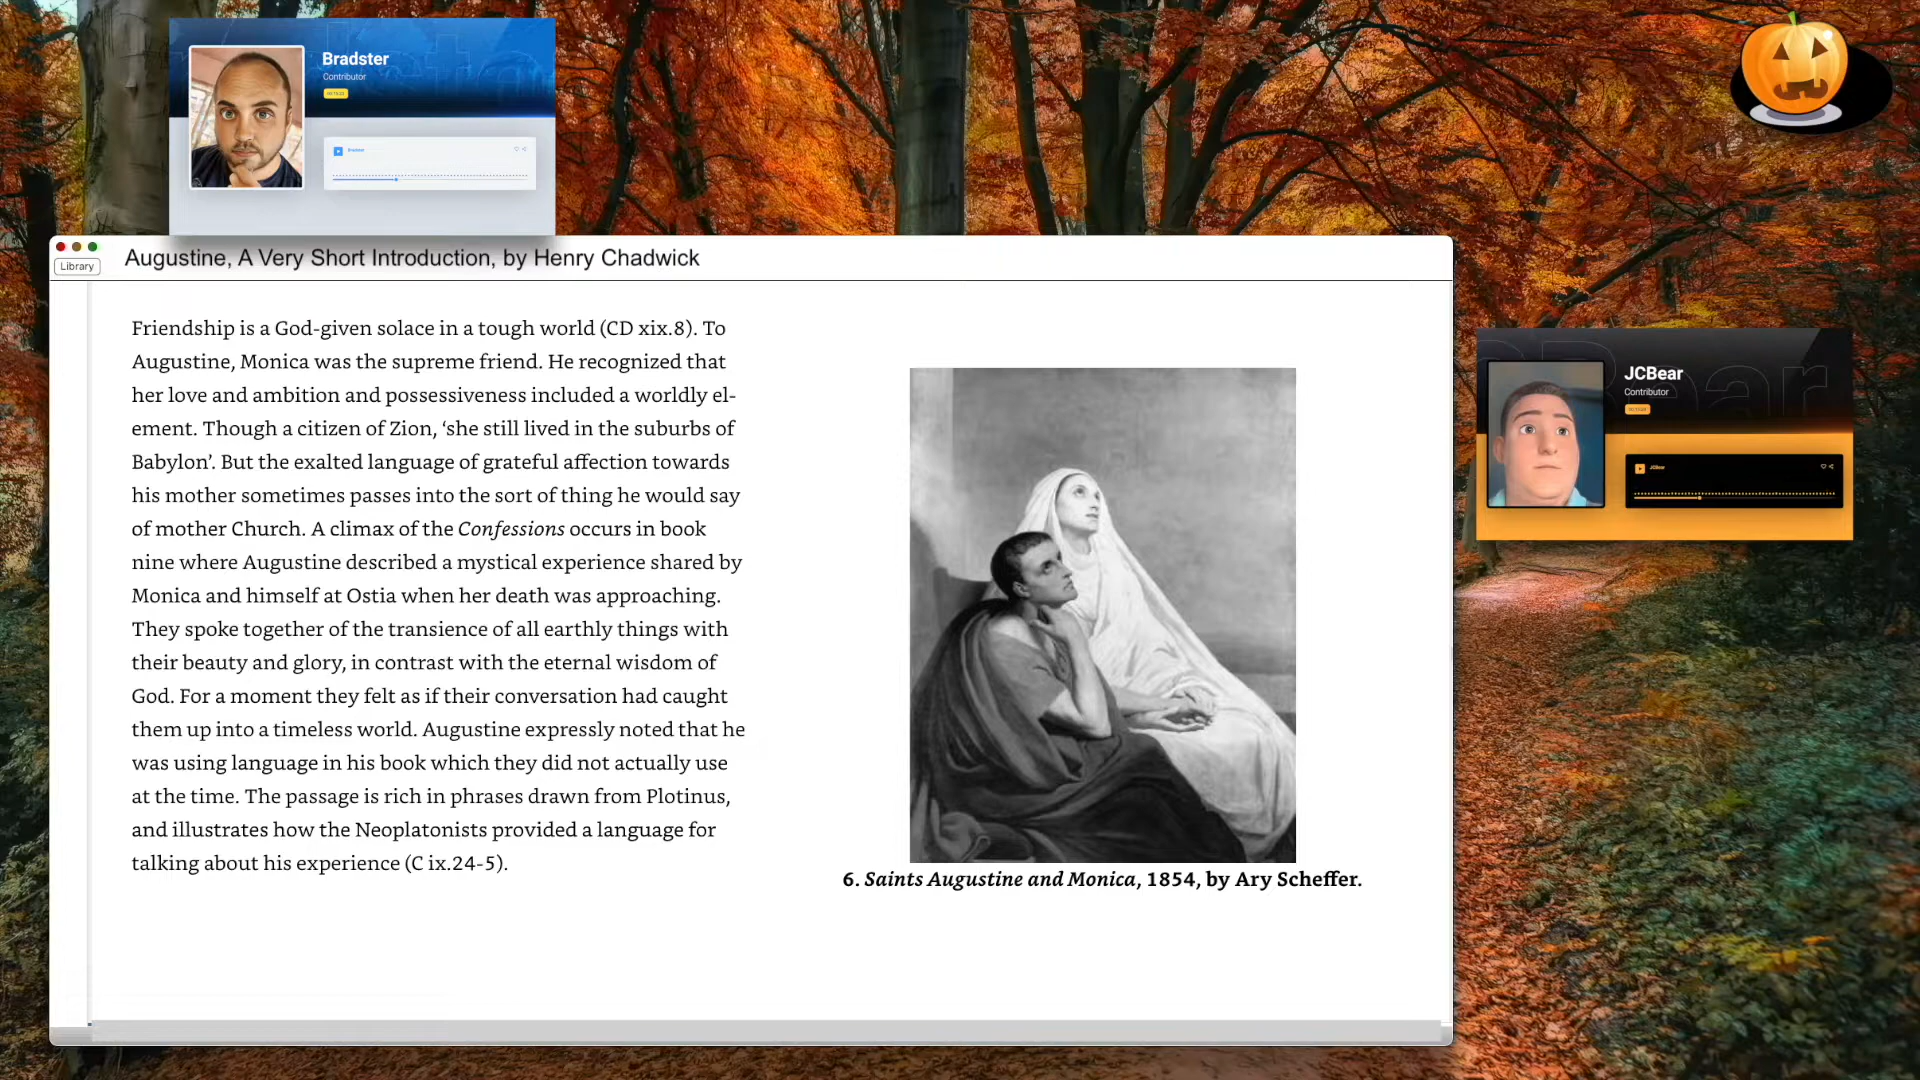 Bradster
Contributor
Bradster
Library
Augustine, A Very Short Introduction, by Henry Chadwick
Friendship is a God-given solace in a tough world (CD xix.8). To
Augustine, Monica was the supreme friend. He recognized that
her love and ambition and possessiveness included a worldly el-
ement. Though a citizen of Zion, ‘she still lived in the suburbs of
Babylon’. But the exalted language of grateful affection towards
his mother sometimes passes into the sort of thing he would say
of mother Church. A climax of the Confessions occurs in book
nine where Augustine described a mystical experience shared by
Monica and himself at Ostia when her death was approaching.
They spoke together of the transience of all earthly things with
their beauty and glory, in contrast with the eternal wisdom of
God. For a moment they felt as if their conversation had caught
them up into a timeless world. Augustine expressly noted that he
was using language in his book which they did not actually use
at the time. The passage is rich in phrases drawn from Plotinus,
and illustrates how the Neoplatonists provided a language for
talking about his experience (C ix.24-5).
6. Saints Augustine and Monica, 1854, by Ary Scheffer.
JCBear
Contributor
JCBear